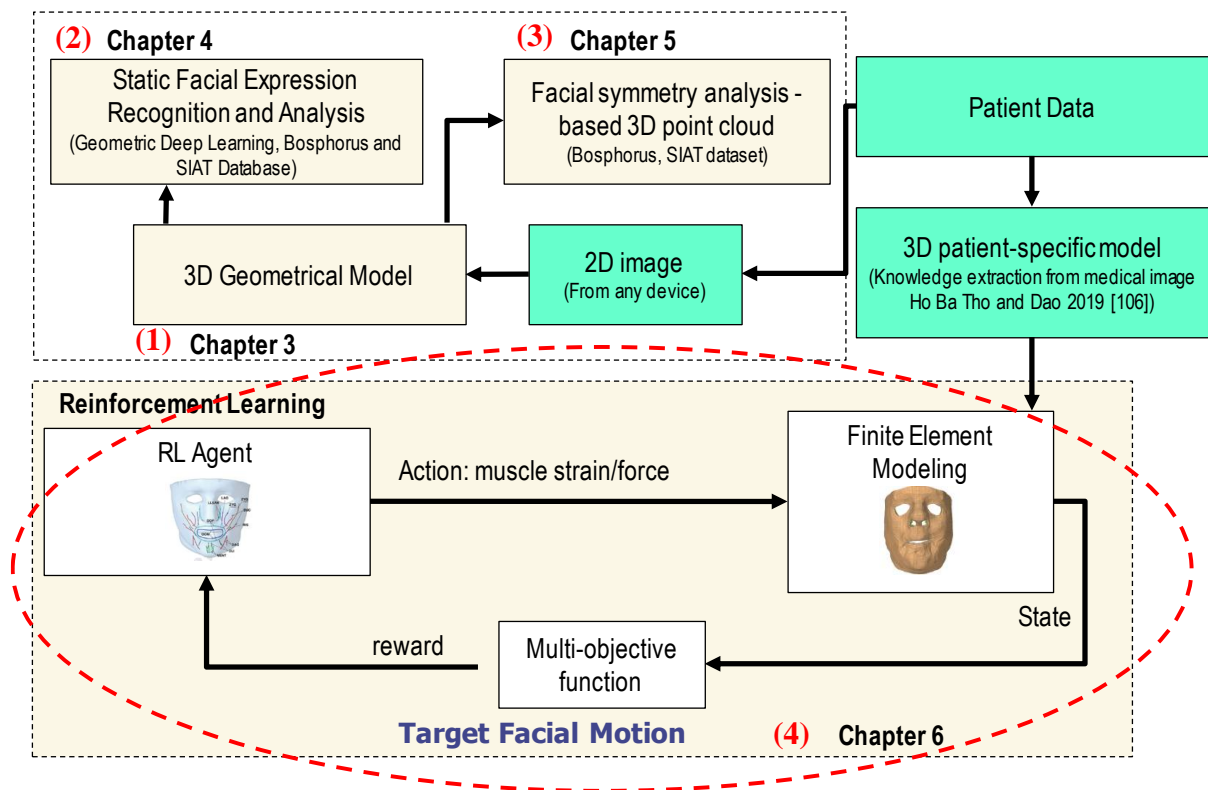 (2) Chapter 4
Static Facial Expression
Recognition and Analysis
(Geometric Deep Learning, Bosphorus and
SIAT Database)
(3) Chapter 5
Facial symmetry analysis -
based 3D point cloud
(Bosphorus, SIAT dataset)
Patient Data
3D Geometrical Model
2D image
(From any device)
3D patient-specific model
(Knowledge extraction from medical image
Ho Ba Tho and Dao 2019 [106])
(1) Chapter 3
Reinforcement Learning
RL Agent
Action: muscle strain/force
Finite Element
Modeling
State
reward
Multi-objective
function
Target Facial Motion
(4) Chapter 6